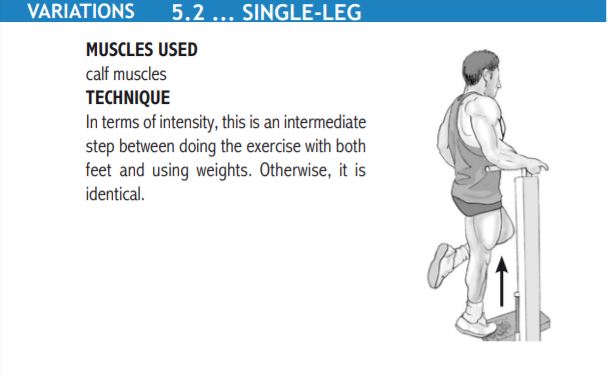 VARIATIONS 5.2 ... SINGLE-LEG
MUSCLES USED
calf muscles
TECHNIQUE
In terms of intensity, this is an intermediate
step between doing the exercise with both
feet and using weights. Otherwise, it is
identical.